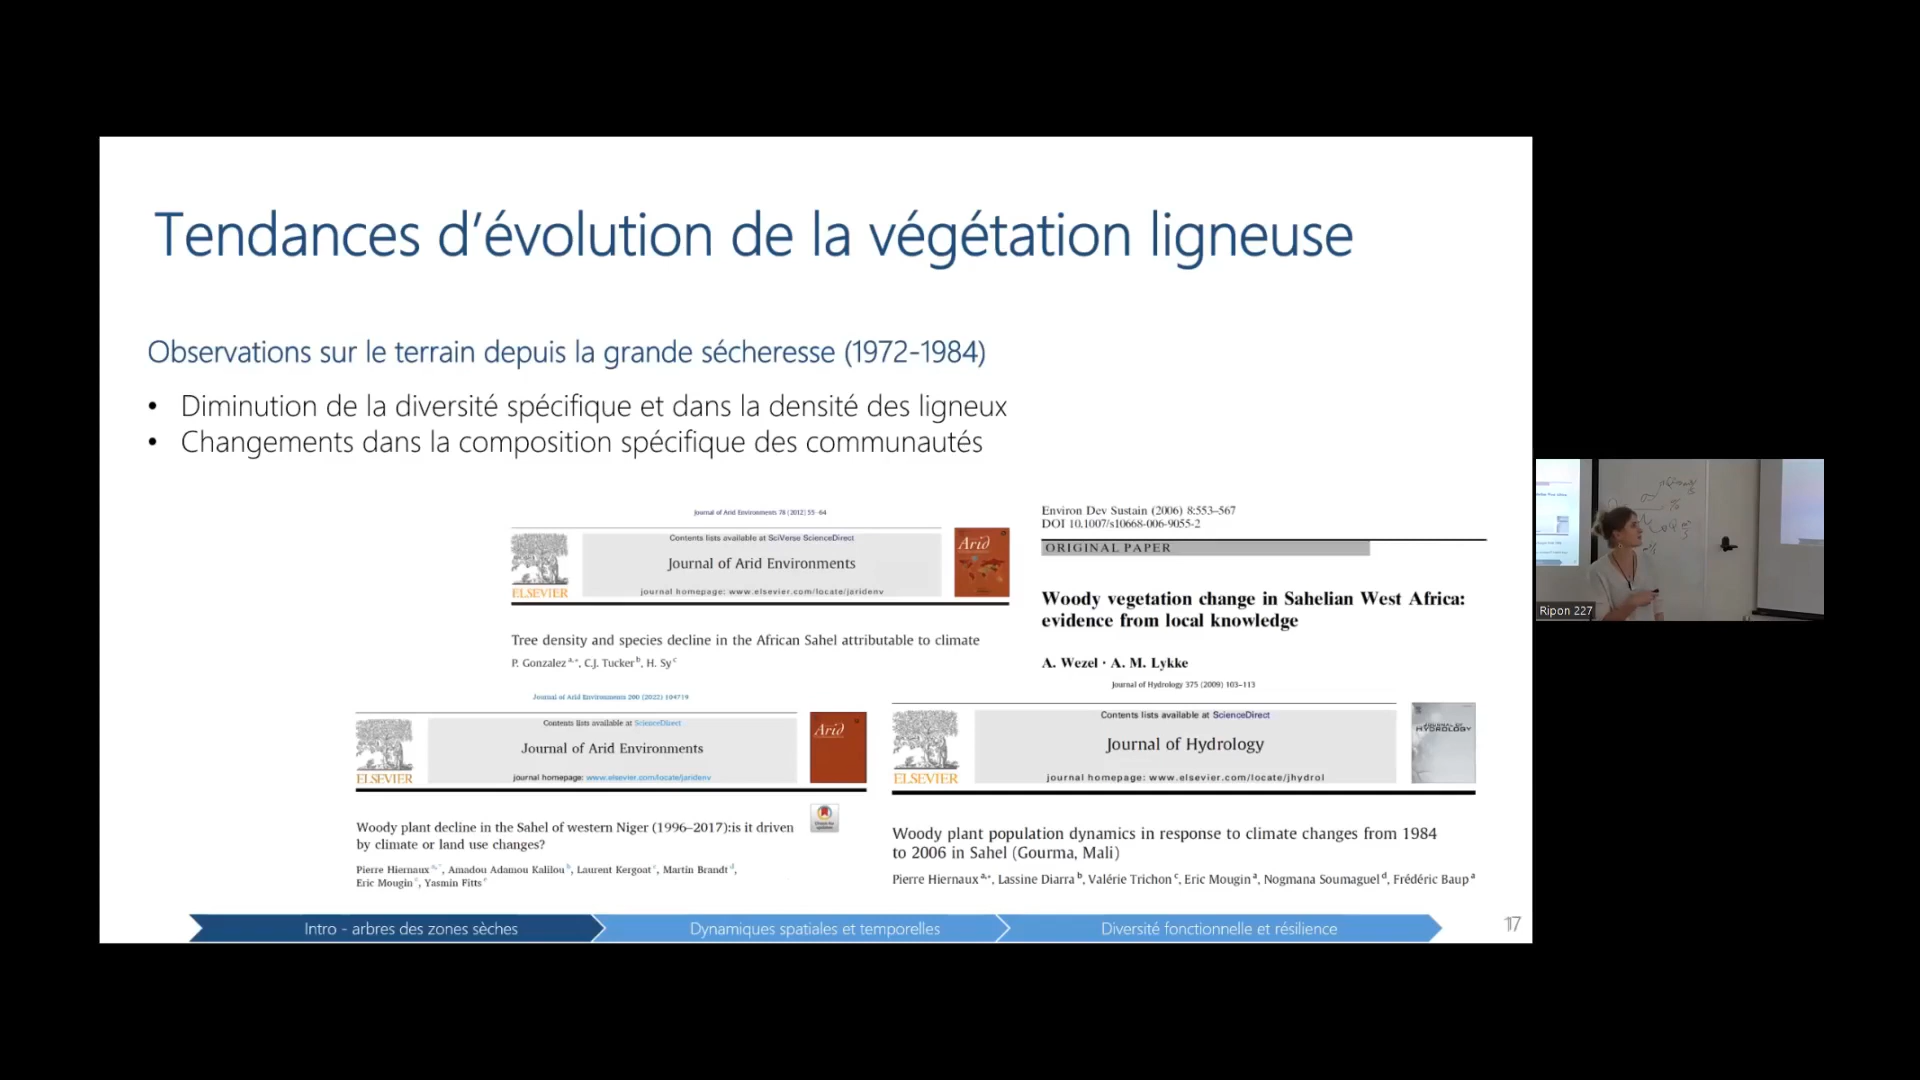 Tendances d'évolution de la végétation ligneuse
Observations sur le terrain depuis la grande sécheresse (1972-1984)
• Diminution de la diversité spécifique et dans la densité des ligneux
• Changements dans la composition spécifique des communautés
Journal of Arid Environments 76 (2012) 55–64
Contents lists available at SciVerse ScienceDirect
Journal of Arid Environments
journal homepage: www.elsevier.com/locate/jaridenv
ELSEVIER
Arid
Tree density and species decline in the African Sahel attributable to climate
P. Gonzalez a,*, C.J. Tucker b, H. Sy c
Environ Dev Sustain (2006) 8:553–567
DOI 10.1007/s10668-006-9055-2
ORIGINAL PAPER
Woody vegetation change in Sahelian West Africa:
evidence from local knowledge
A. Wezel · A. M. Lykke
Journal of Arid Environments 200 (2022) 104719
Contents lists available at ScienceDirect
Journal of Arid Environments
journal homepage: www.elsevier.com/locate/jaridenv
ELSEVIER
Arid
Woody plant decline in the Sahel of western Niger (1996–2017):is it driven
by climate or land use changes?
Pierre Hiernaux a,*, Amadou Adamou Kalilou b, Laurent Kergoat c, Martin Brandt d,
Eric Mougin c, Yasmin Fitts e
Journal of Hydrology 375 (2009) 103–113
Contents lists available at ScienceDirect
Journal of Hydrology
journal homepage: www.elsevier.com/locate/jhydrol
ELSEVIER
JOURNAL OF
HYDROLOGY
Woody plant population dynamics in response to climate changes from 1984
to 2006 in Sahel (Gourma, Mali)
Pierre Hiernaux a,*, Lassine Diarra b, Valérie Trichon c, Eric Mougin a, Nogmana Soumaguel d, Frédéric Baup a
Intro - arbres des zones sèches
Dynamiques spatiales et temporelles
Diversité fonctionnelle et résilience
17
Ripon 227